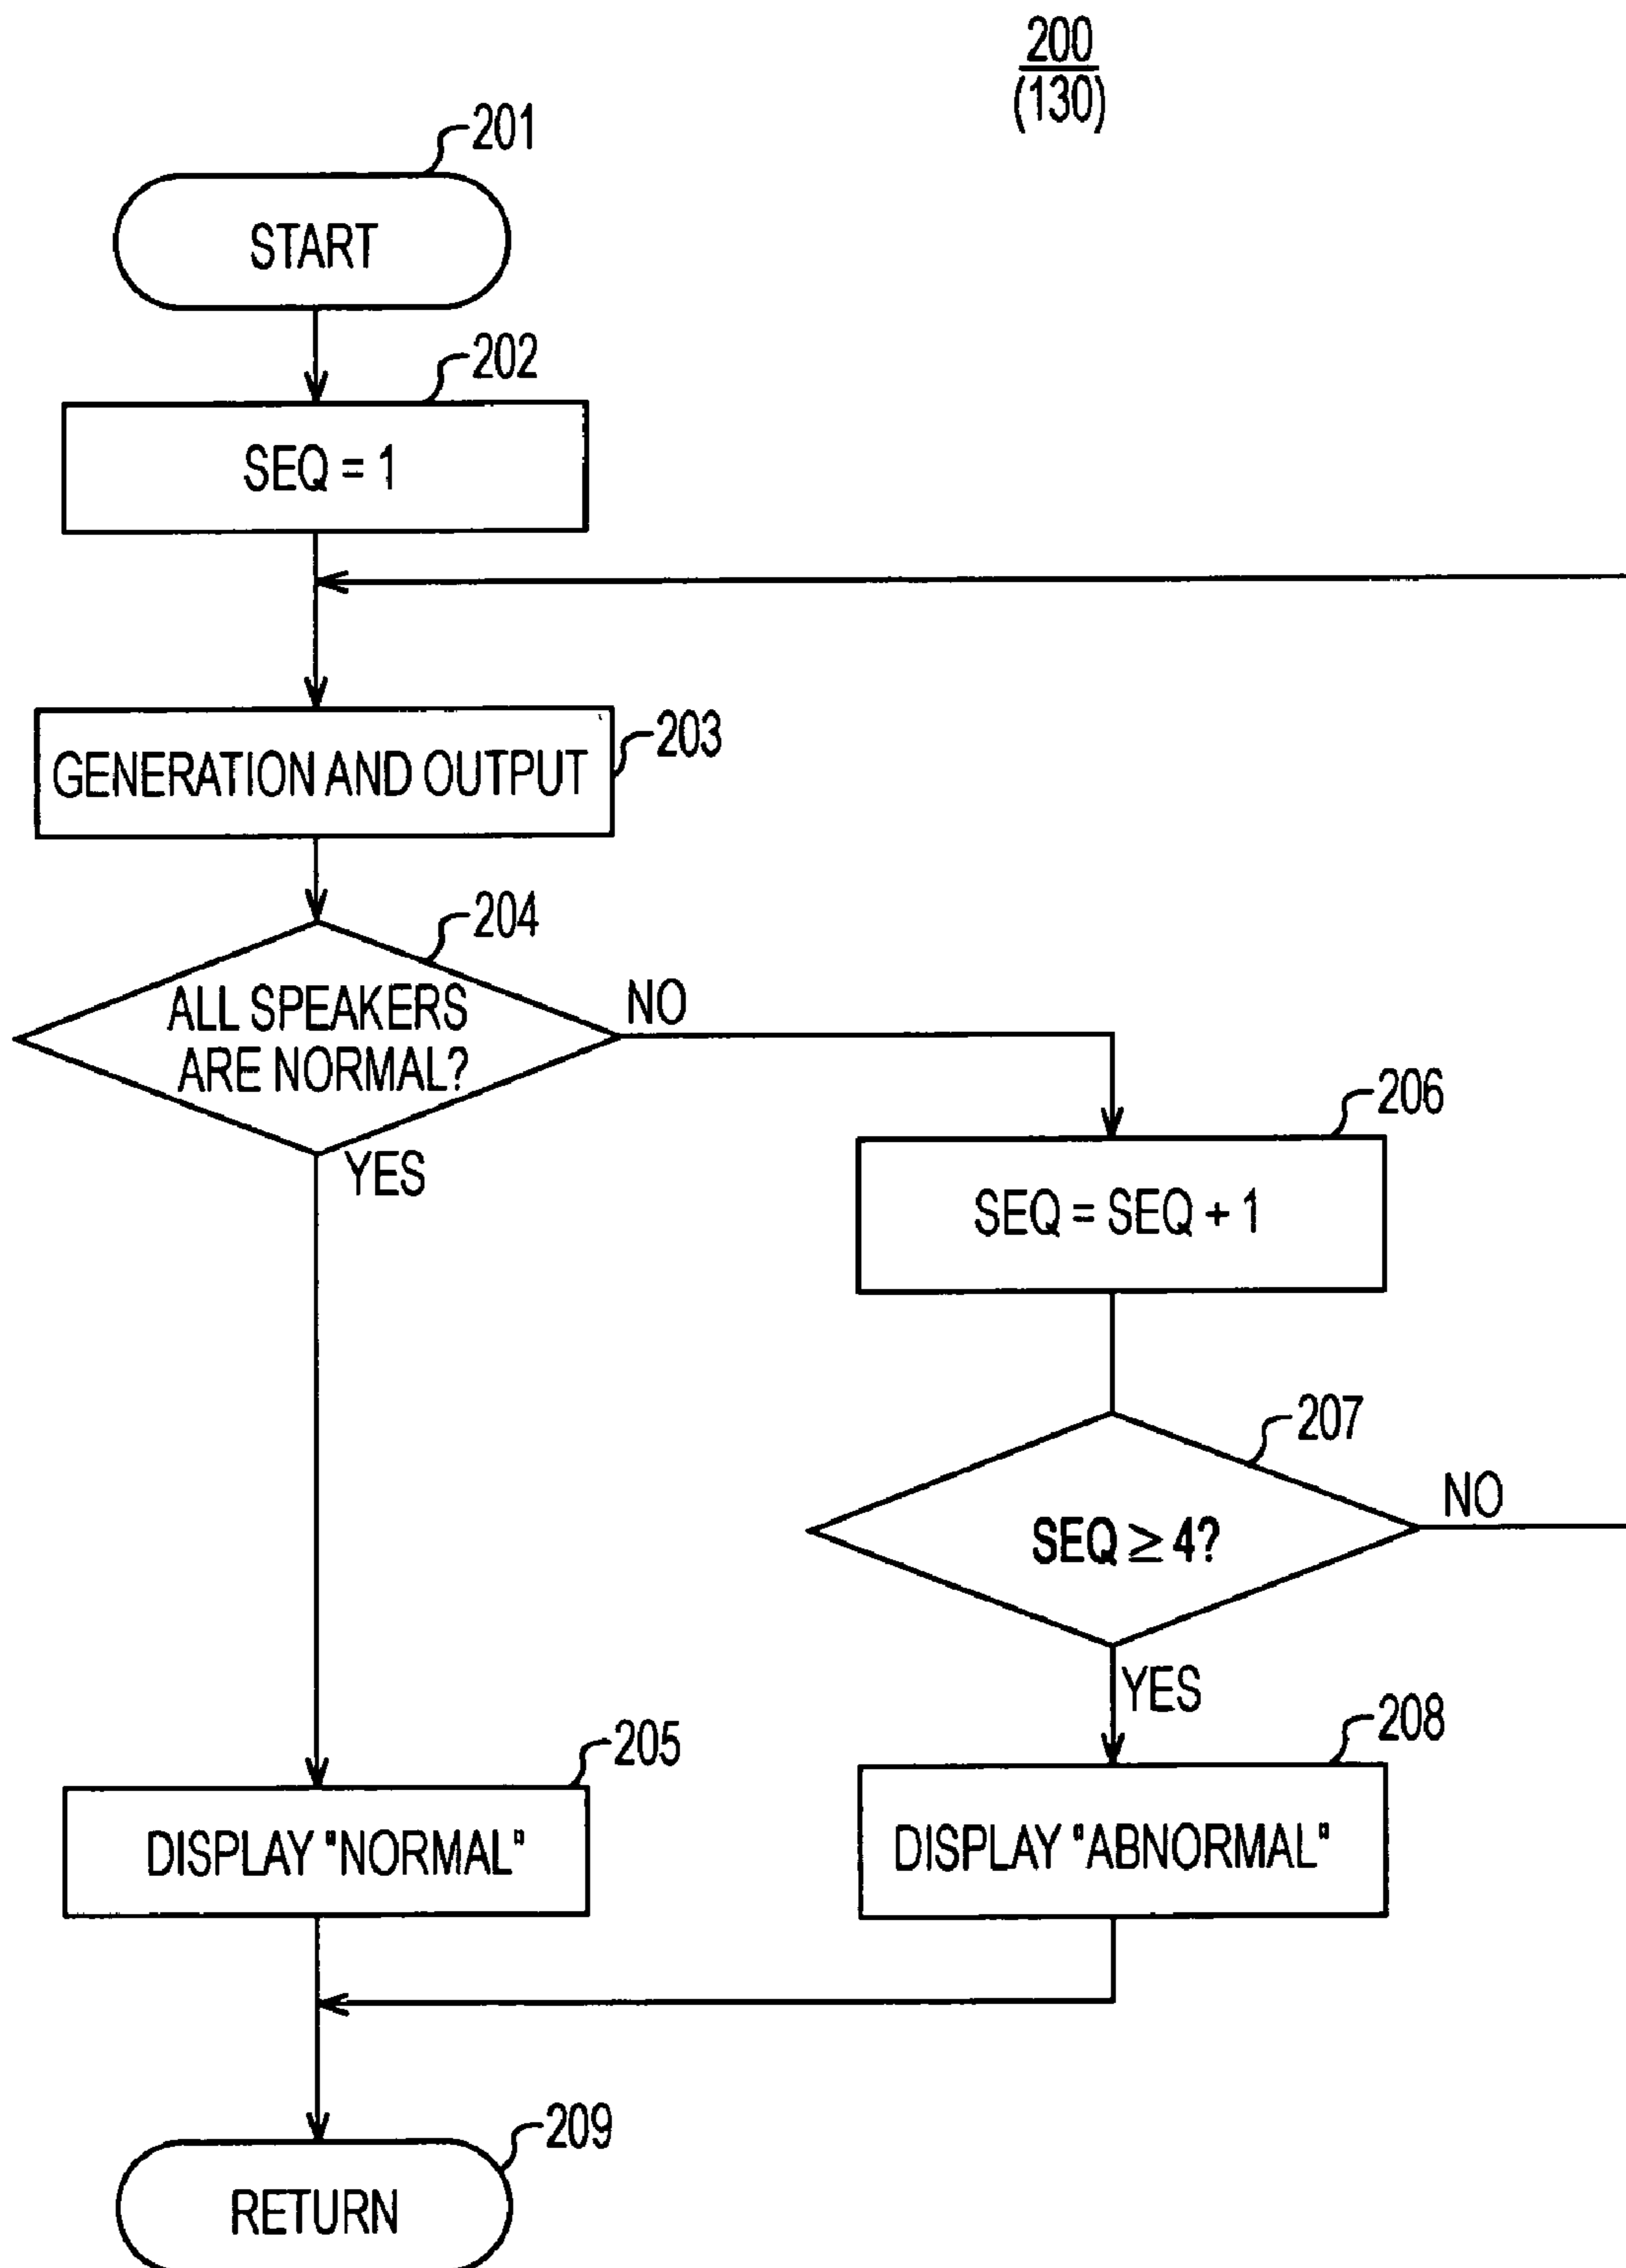 200
(130)
201
START
202
SEQ = 1
203
GENERATION AND OUTPUT
204
ALL SPEAKERS
ARE NORMAL?
NO
YES
206
SEQ = SEQ + 1
207
SEQ ≥ 4?
NO
YES
205
DISPLAY "NORMAL"
208
DISPLAY "ABNORMAL"
209
RETURN